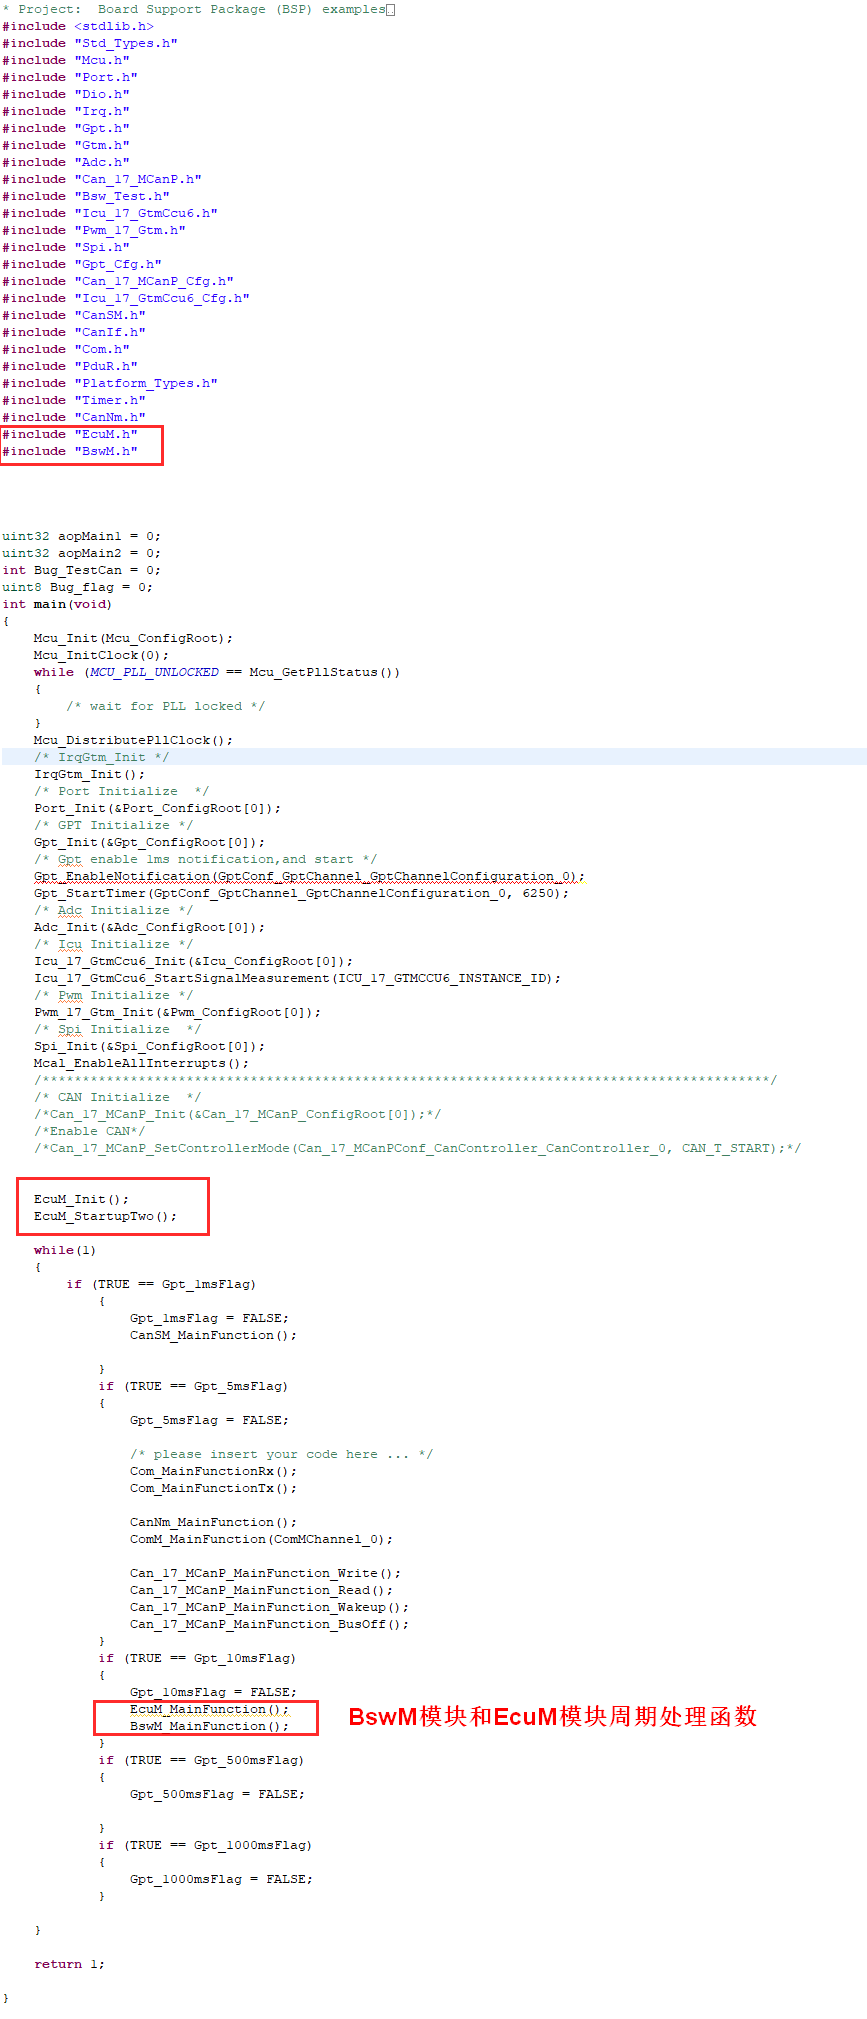 * Project:  Board Support Package (BSP) examples
#include <stdlib.h>
#include "Std_Types.h"
#include "Mcu.h"
#include "Port.h"
#include "Dio.h"
#include "Irq.h"
#include "Gpt.h"
#include "Gtm.h"
#include "Adc.h"
#include "Can_17_MCanP.h"
#include "Bsw_Test.h"
#include "Icu_17_GtmCcu6.h"
#include "Pwm_17_Gtm.h"
#include "Spi.h"
#include "Gpt_Cfg.h"
#include "Can_17_MCanP_Cfg.h"
#include "Icu_17_GtmCcu6_Cfg.h"
#include "CanSM.h"
#include "CanIf.h"
#include "Com.h"
#include "PduR.h"
#include "Platform_Types.h"
#include "Timer.h"
#include "CanNm.h"
#include "EcuM.h"
#include "BswM.h"
uint32 aopMain1 = 0;
uint32 aopMain2 = 0;
int Bug_TestCan = 0;
uint8 Bug_flag = 0;
int main(void)
{
    Mcu_Init(Mcu_ConfigRoot);
    Mcu_InitClock(0);
    while (MCU_PLL_UNLOCKED == Mcu_GetPllStatus())
    {
        /* wait for PLL locked */
    }
    Mcu_DistributePllClock();
    /* IrqGtm_Init */
    IrqGtm_Init();
    /* Port Initialize  */
    Port_Init(&Port_ConfigRoot[0]);
    /* GPT Initialize */
    Gpt_Init(&Gpt_ConfigRoot[0]);
    /* Gpt enable 1ms notification,and start */
    Gpt_EnableNotification(GptConf_GptChannel_GptChannelConfiguration_0);
    Gpt_StartTimer(GptConf_GptChannel_GptChannelConfiguration_0, 6250);
    /* Adc Initialize */
    Adc_Init(&Adc_ConfigRoot[0]);
    /* Icu Initialize */
    Icu_17_GtmCcu6_Init(&Icu_ConfigRoot[0]);
    Icu_17_GtmCcu6_StartSignalMeasurement(ICU_17_GTMCCU6_INSTANCE_ID);
    /* Pwm Initialize */
    Pwm_17_Gtm_Init(&Pwm_ConfigRoot[0]);
    /* Spi Initialize  */
    Spi_Init(&Spi_ConfigRoot[0]);
    Mcal_EnableAllInterrupts();
    /*******************************************************************************************/
    /* CAN Initialize  */
    /*Can_17_MCanP_Init(&Can_17_MCanP_ConfigRoot[0]);*/
    /*Enable CAN*/
    /*Can_17_MCanP_SetControllerMode(Can_17_MCanPConf_CanController_CanController_0, CAN_T_START);*/
    EcuM_Init();
    EcuM_StartupTwo();
    while(1)
    {
        if (TRUE == Gpt_1msFlag)
            {
                Gpt_1msFlag = FALSE;
                CanSM_MainFunction();
            }
            if (TRUE == Gpt_5msFlag)
            {
                Gpt_5msFlag = FALSE;
                /* please insert your code here ... */
                Com_MainFunctionRx();
                Com_MainFunctionTx();
                CanNm_MainFunction();
                ComM_MainFunction(ComMChannel_0);
                Can_17_MCanP_MainFunction_Write();
                Can_17_MCanP_MainFunction_Read();
                Can_17_MCanP_MainFunction_Wakeup();
                Can_17_MCanP_MainFunction_BusOff();
            }
            if (TRUE == Gpt_10msFlag)
            {
                Gpt_10msFlag = FALSE;
                EcuM_MainFunction();
                BswM_MainFunction();
BswM模块和EcuM模块周期处理函数
            }
            if (TRUE == Gpt_500msFlag)
            {
                Gpt_500msFlag = FALSE;
            }
            if (TRUE == Gpt_1000msFlag)
            {
                Gpt_1000msFlag = FALSE;
            }
    }
    return 1;
}